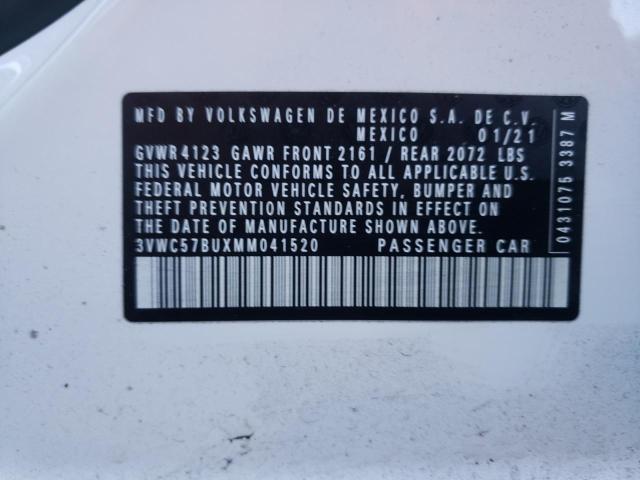 MFD BY VOLKSWAGEN DE MEXICO S.A. DE C.V.
MEXICO 01/21
GVWR 4123 GAWR FRONT 2161 / REAR 2072 LBS
THIS VEHICLE CONFORMS TO ALL APPLICABLE U.S.
FEDERAL MOTOR VEHICLE SAFETY, BUMPER AND
THEFT PREVENTION STANDARDS IN EFFECT ON
THE DATE OF MANUFACTURE SHOWN ABOVE.
3VWC57BUXMM041520 PASSENGER CAR
0431075 3387 M